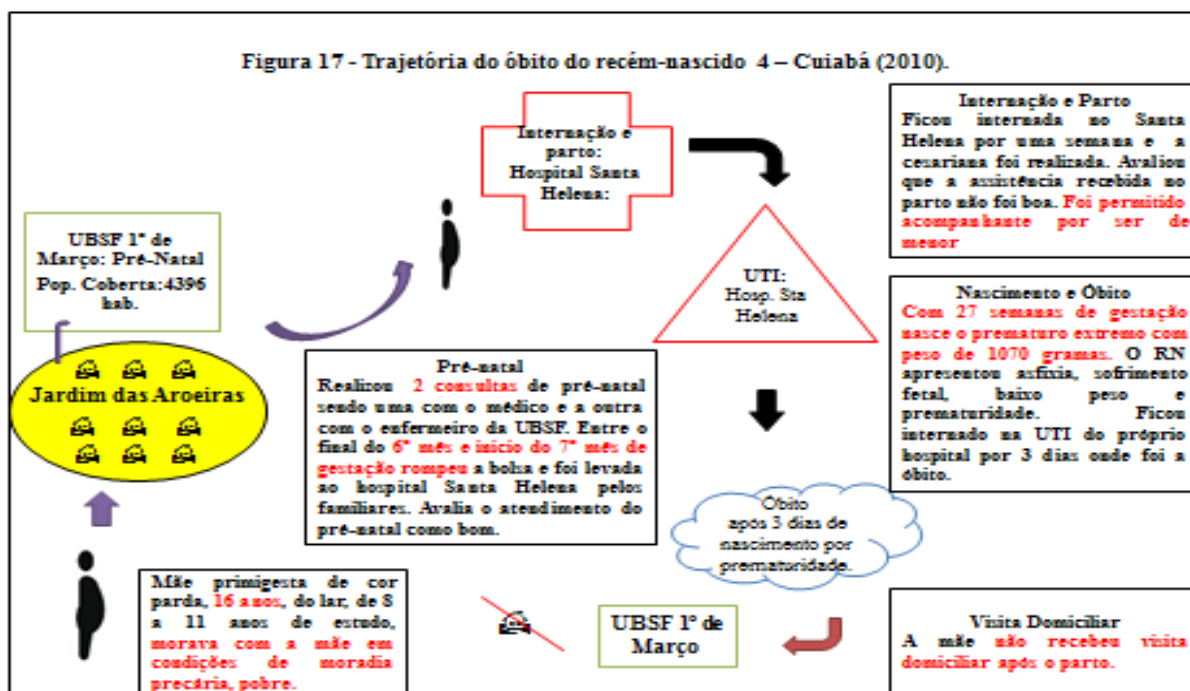 Figura 17 - Trajetória do óbito do recém-nascido 4 – Cuiabá (2010).
Internação e
parto:
Hospital Santa
Helena:
Internação e Parto
Ficou internada no Santa
Helena por uma semana e a
cesariana foi realizada. Avaliou
que a assistência recebida no
parto não foi boa. Foi permitido
acompanhante por ser de
menor
UBSF 1º de
Março: Pré-Natal
Pop. Coberta:4396
hab.
UTI:
Hosp. Sta
Helena
Nascimento e Óbito
Com 27 semanas de gestação
nasce o prematuro extremo com
peso de 1070 gramas. O RN
apresentou asfixia, sofrimento
fetal, baixo peso e
prematuridade. Ficou
internado na UTI do próprio
hospital por 3 dias onde foi a
óbito.
Jardim das Aroeiras
Pré-natal
Realizou 2 consultas de pré-natal
sendo uma com o médico e a outra
com o enfermeiro da UBSF. Entre o
final do 6º mês e início do 7º mês de
gestação rompeu a bolsa e foi levada
ao hospital Santa Helena pelos
familiares. Avalia o atendimento do
pré-natal como bom.
Óbito
após 3 dias de
nascimento por
prematuridade.
Mãe primigesta de cor
parda, 16 anos, do lar, de 8
a 11 anos de estudo,
morava com a mãe em
condições de moradia
precária, pobre.
UBSF 1º de
Março
Visita Domiciliar
A mãe não recebeu visita
domiciliar após o parto.